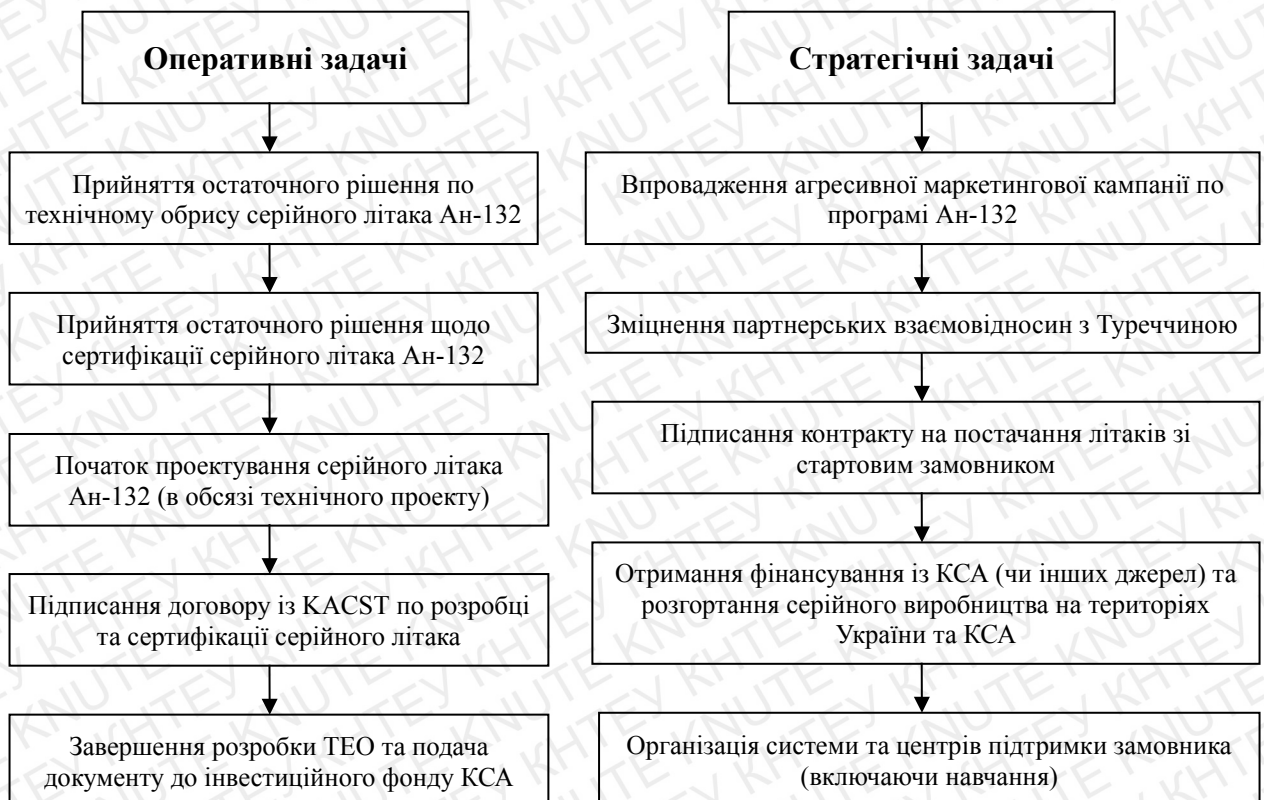 Оперативні задачі
Прийняття остаточного рішення по
технічному обрису серійного літака Ан-132
Прийняття остаточного рішення щодо
сертифікації серійного літака Ан-132
Початок проектування серійного літака
Ан-132 (в обсязі технічного проекту)
Підписання договору із KACST по розробці
та сертифікації серійного літака
Завершення розробки ТЕО та подача
документу до інвестиційного фонду КСА
Стратегічні задачі
Впровадження агресивної маркетингової кампанії по
програмі Ан-132
Зміцнення партнерських взаємовідносин з Туреччиною
Підписання контракту на постачання літаків зі
стартовим замовником
Отримання фінансування із КСА (чи інших джерел) та
розгортання серійного виробництва на територіях
України та КСА
Організація системи та центрів підтримки замовника
(включаючи навчання)